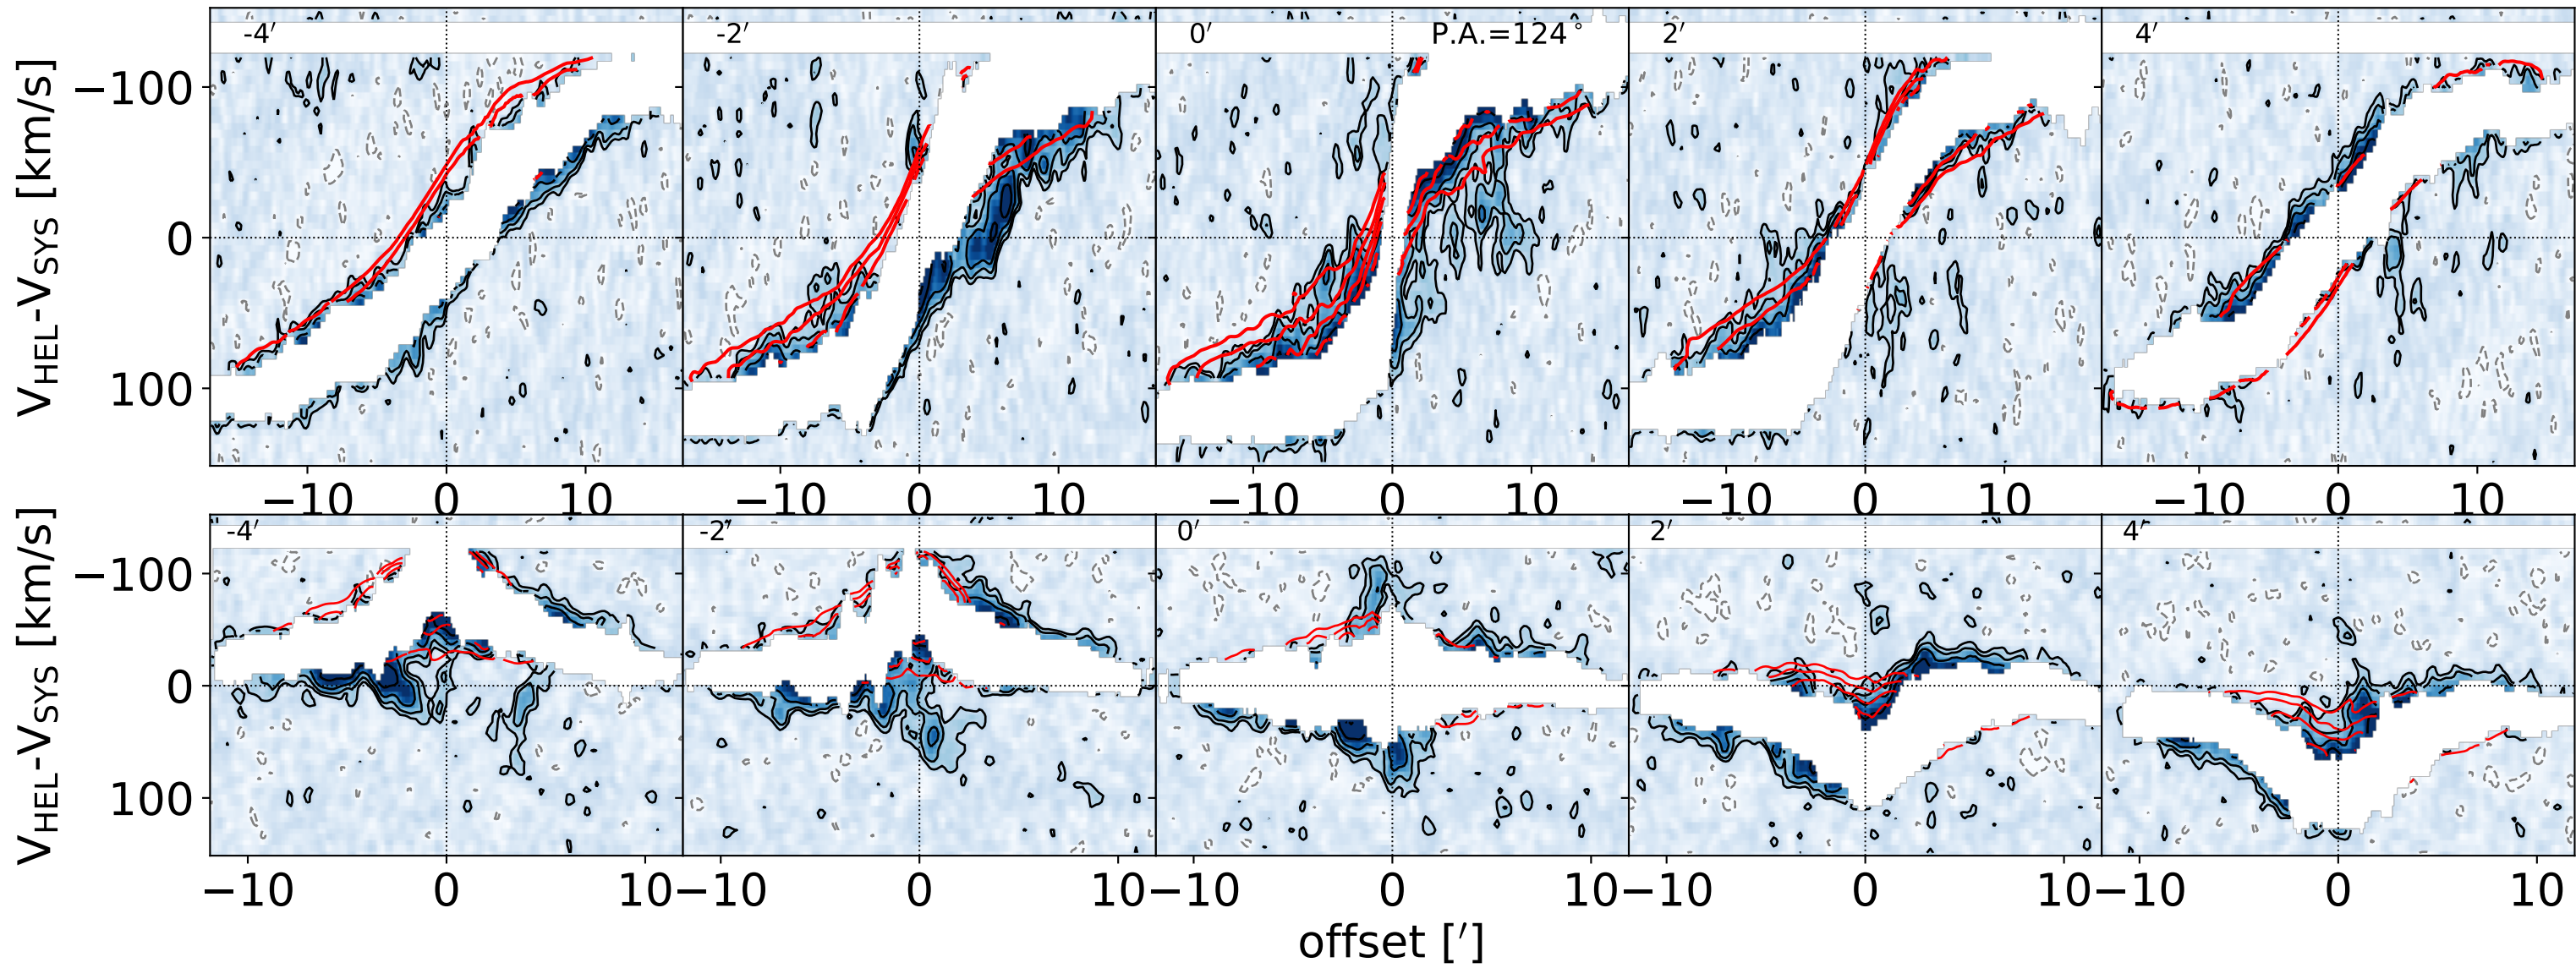 -4′ -2′ 0′ P.A.=124° 2′ 4′
V_HEL-V_SYS [km/s]
−100
0
100
−10 0 10 −10 0 10 −10 0 10 −10 0 10 −10 0 10
-4′ -2′ 0′ 2′ 4′
V_HEL-V_SYS [km/s]
−100
0
100
−10 0 10 −10 0 10 −10 0 10 −10 0 10 −10 0 10
offset [′]